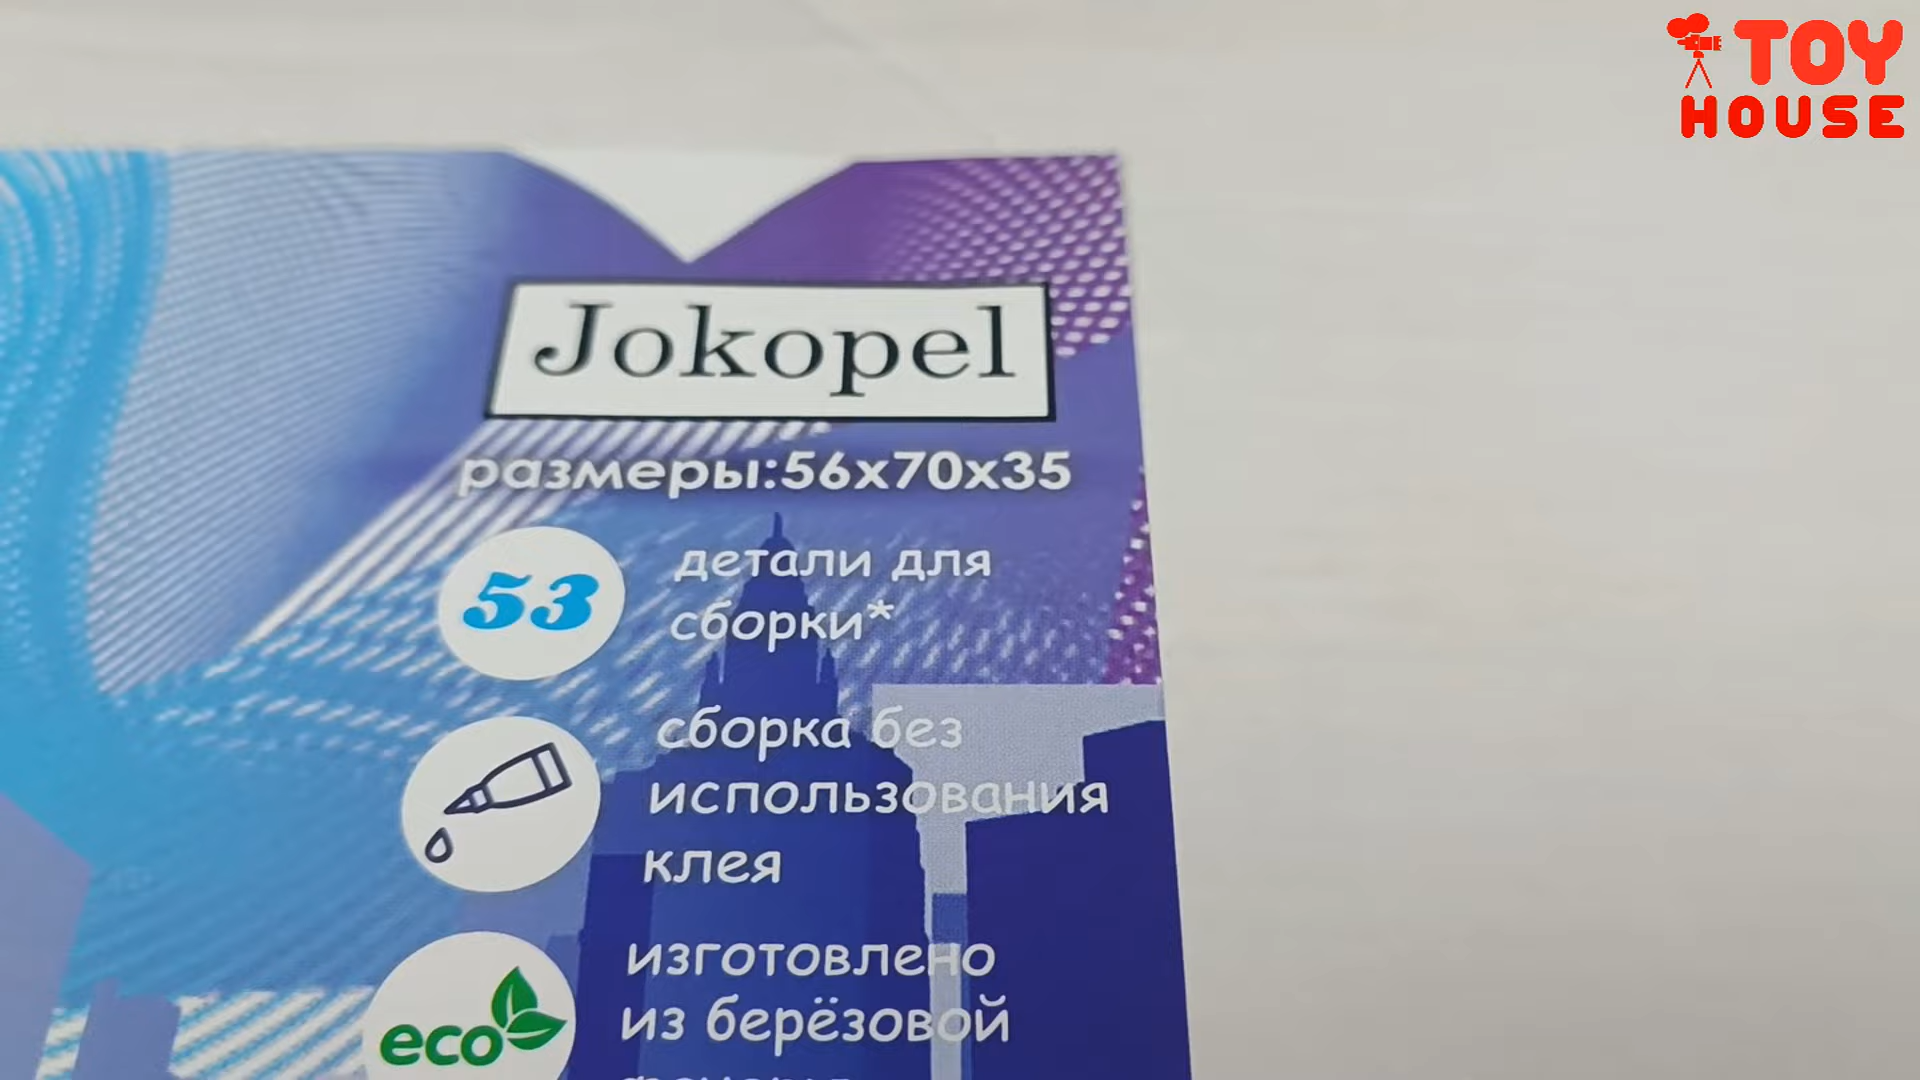 TOY
HOUSE
Jokopel
размеры:56x70x35
53
детали для
сборки*
сборка без
использования
клея
изготовлено
из берёзовой
eco